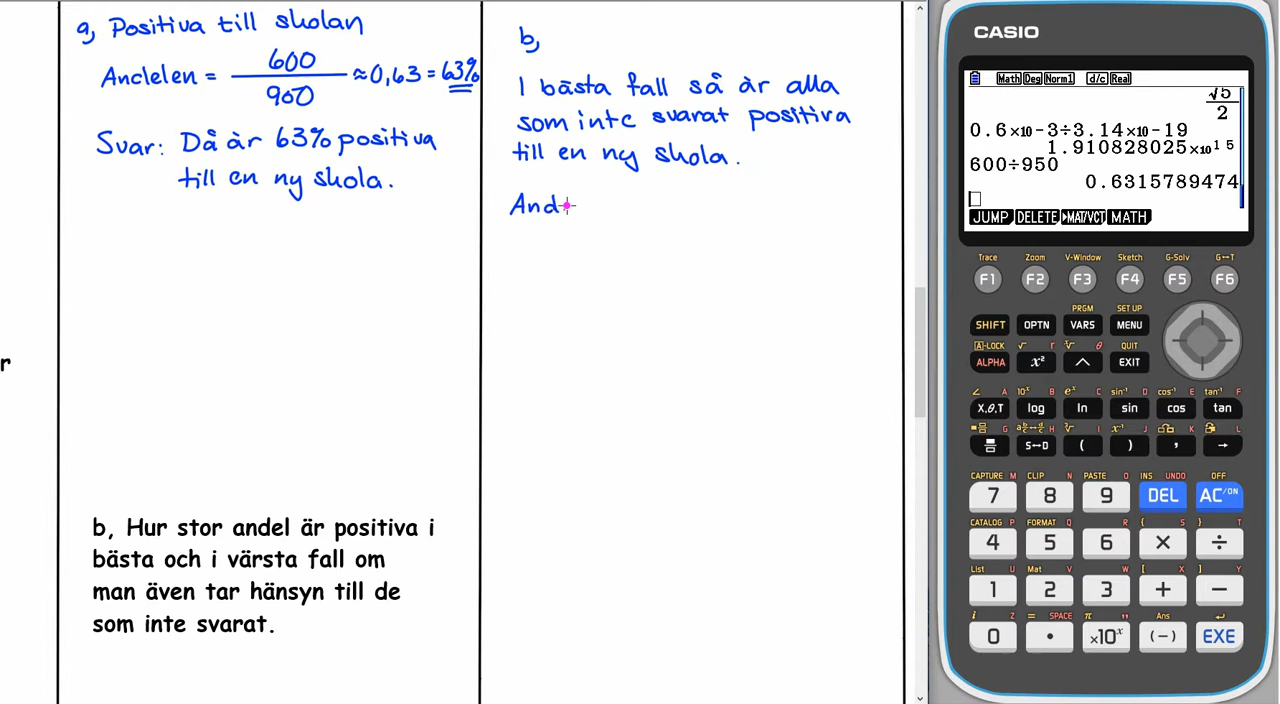 a, Positiva till skolan
Andelen = 600/950 ≈ 0,63 = 63%
Svar: Då är 63% positiva
till en ny skola.
r
b, Hur stor andel är positiva i
bästa och i värsta fall om
man även tar hänsyn till de
som inte svarat.
b,
I bästa fall så är alla
som inte svarat positiva
till en ny skola.
And
CASIO
Math Deg Norm1 d/c Real
√5/2
0.6×10-3÷3.14×10-19
1.910828025×10¹⁵
600÷950
0.6315789474
JUMP DELETE ▶MAT/VCT MATH
Trace Zoom V-Window Sketch G-Solv G↔T
F1 F2 F3 F4 F5 F6
PRGM SET UP
SHIFT OPTN VARS MENU
A-LOCK √ r θ QUIT
ALPHA x² ^ EXIT
∠ A 10ˣ B eˣ C sin⁻¹ D cos⁻¹ E tan⁻¹ F
X,θ,T log ln sin cos tan
G H I x⁻¹ J K L
S↔D ( ) , →
CAPTURE M CLIP N PASTE O INS UNDO OFF
7 8 9 DEL AC/ON
CATALOG P FORMAT Q R { S } T
4 5 6 × ÷
List U Mat V W [ X ] Y
1 2 3 + −
i Z = SPACE π " Ans
0 . ×10ˣ (−) EXE